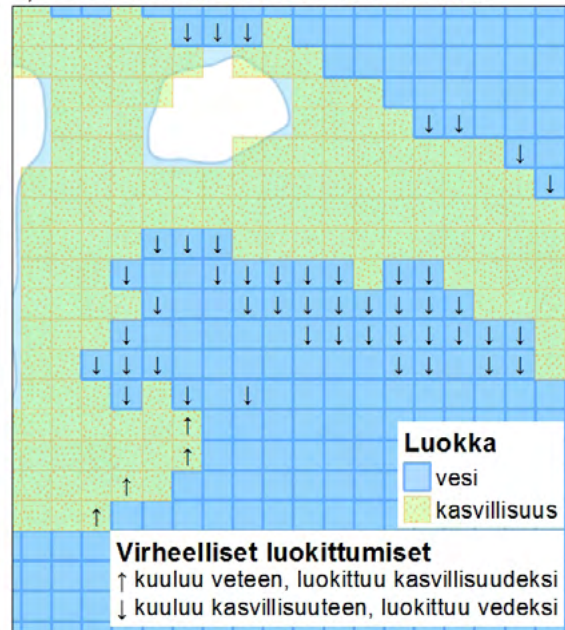 Luokka
vesi
kasvillisuus
Virheelliset luokittumiset
↑ kuuluu veteen, luokittuu kasvillisuudeksi
↓ kuuluu kasvillisuuteen, luokittuu vedeksi